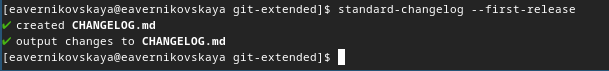 [eavernikovskaya@eavernikovskaya git-extended]$ standard-changelog --first-release
✔ created CHANGELOG.md
✔ output changes to CHANGELOG.md
[eavernikovskaya@eavernikovskaya git-extended]$